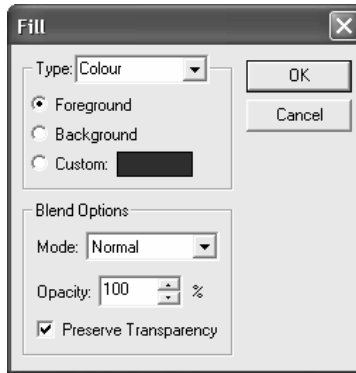 Fill
Type: Colour
OK
Foreground
Cancel
Background
Custom:
Blend Options
Mode: Normal
Opacity: 100 %
Preserve Transparency